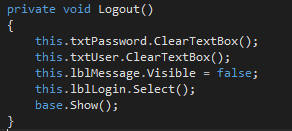 private void Logout()
{
    this.txtPassword.ClearTextBox();
    this.txtUser.ClearTextBox();
    this.lblMessage.Visible = false;
    this.lblLogin.Select();
    base.Show();
}